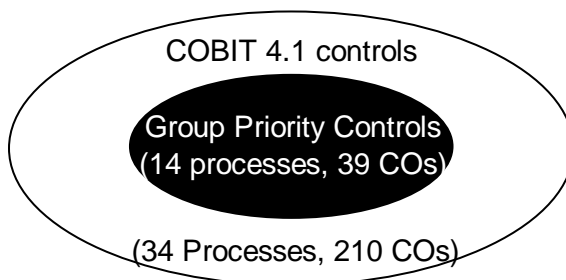 COBIT 4.1 controls
Group Priority Controls
(14 processes, 39 COs)
(34 Processes, 210 COs)